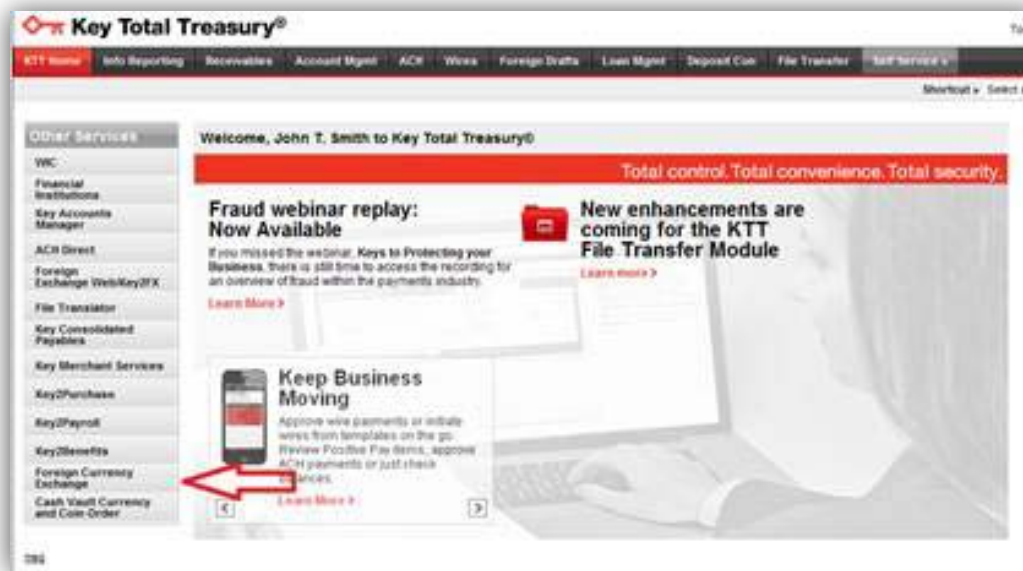 Key Total Treasury®
To
KTT Home Info Reporting Receivables Account Mgmt ACH Wires Foreign Drafts Loan Mgmt Deposit Con File Transfer Self Service
Shortcut Select
Other Services
Welcome, John T. Smith to Key Total Treasury©
Total control. Total convenience. Total security.
WIC
Financial
Institutions
Key Accounts
Manager
ACH Direct
Foreign
Exchange Web/Key2FX
File Translator
Key Consolidated
Payables
Key Merchant Services
Key2Purchase
Key2Payroll
Key2Benefits
Foreign Currency
Exchange
Cash Vault Currency
and Coin Order
Fraud webinar replay:
Now Available
If you missed the webinar, Keys to Protecting your
Business, there is still time to access the recording for
an overview of fraud within the payments industry.
Learn More >
New enhancements are
coming for the KTT
File Transfer Module
Learn more >
Keep Business
Moving
Approve wire payments or initiate
wires from templates on the go.
Review Positive Pay items, approve
ACH payments or just check
balances.
Learn More >